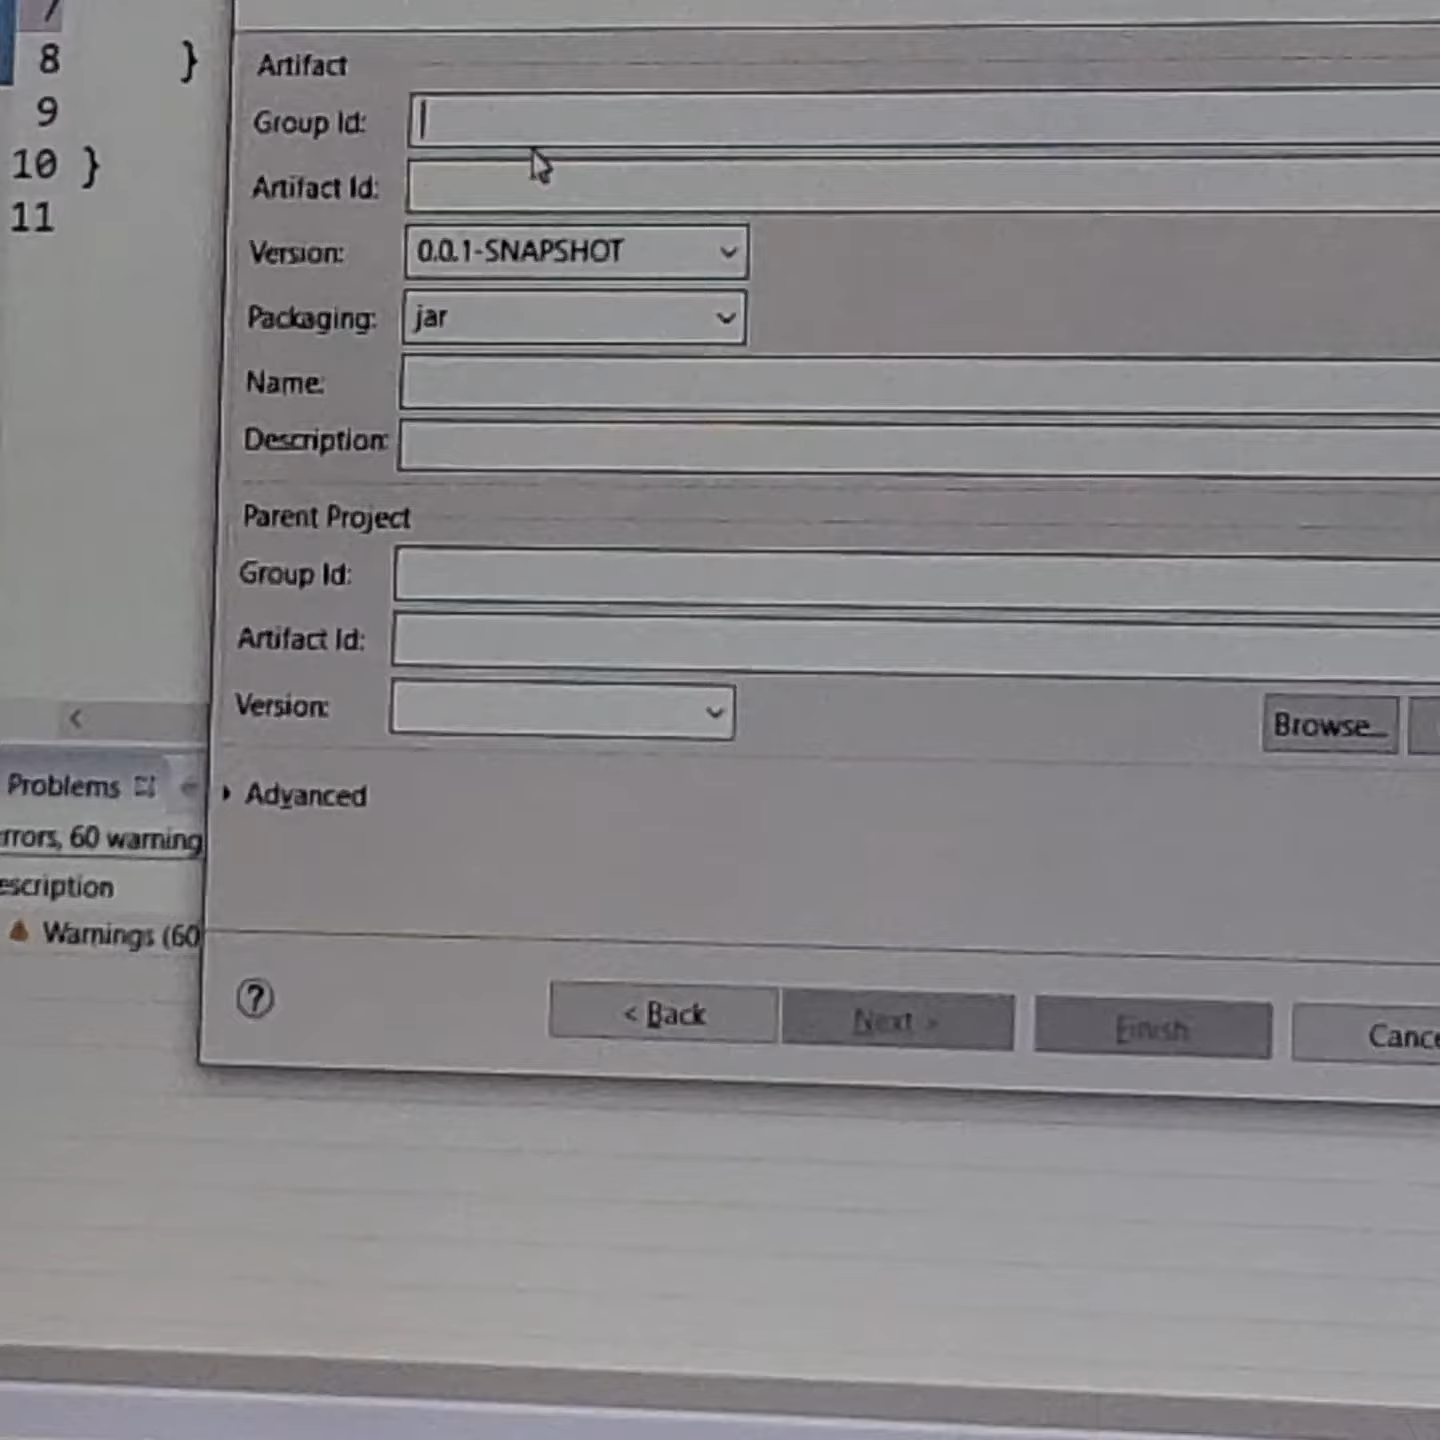 7
8 }
9
10 }
11
Artifact
Group Id:
Artifact Id:
Version: 0.0.1-SNAPSHOT
Packaging: jar
Name:
Description:
Parent Project
Group Id:
Artifact Id:
Version:
Browse...
Advanced
< Back Next > Finish Cance
Problems
rrors, 60 warning
escription
Warnings (60